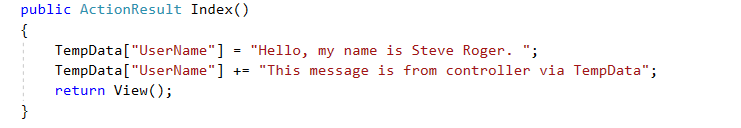 public ActionResult Index()
{
TempData["UserName"] = "Hello, my name is Steve Roger. ";
TempData["UserName"] += "This message is from controller via TempData";
return View();
}